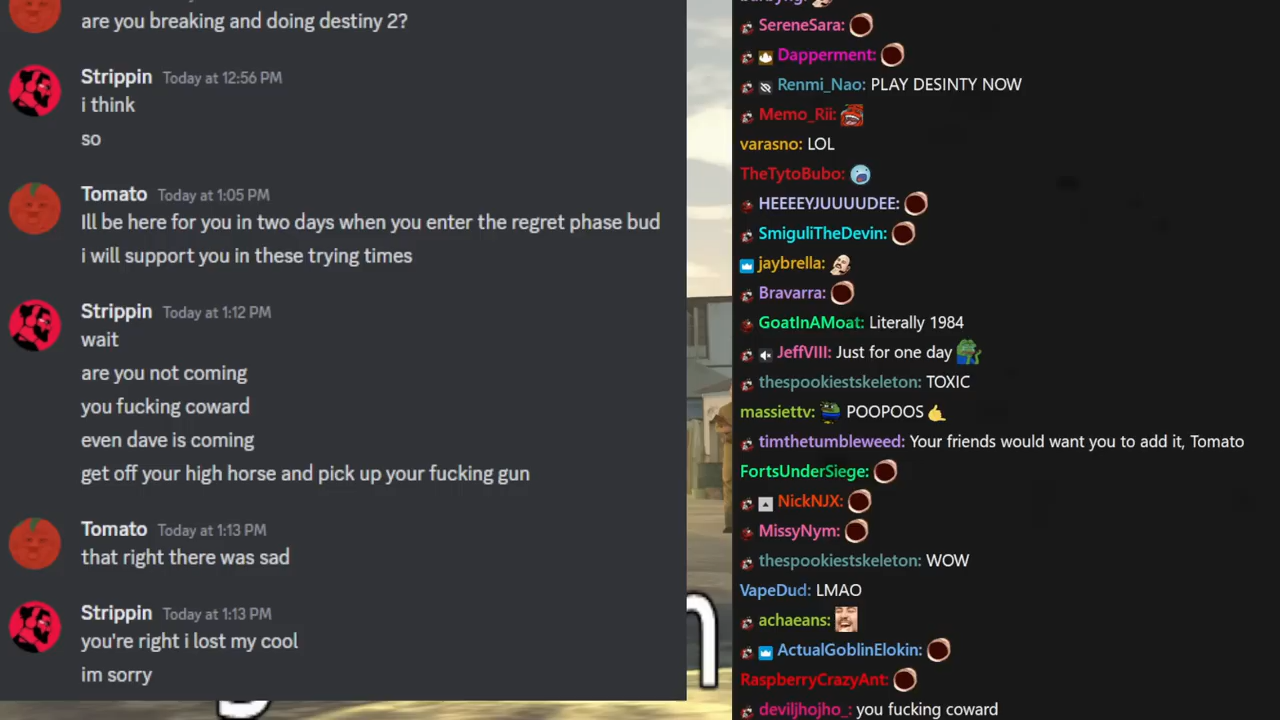 are you breaking and doing destiny 2?
Strippin Today at 12:56 PM
i think
so
Tomato Today at 1:05 PM
Ill be here for you in two days when you enter the regret phase bud
i will support you in these trying times
Strippin Today at 1:12 PM
wait
are you not coming
you fucking coward
even dave is coming
get off your high horse and pick up your fucking gun
Tomato Today at 1:13 PM
that right there was sad
Strippin Today at 1:13 PM
you're right i lost my cool
im sorry
SereneSara:
Dapperment:
Renmi_Nao: PLAY DESINTY NOW
Memo_Rii:
varasno: LOL
TheTytoBubo:
HEEEEYJUUUUDEE:
SmiguliTheDevin:
jaybrella:
Bravarra:
GoatInAMoat: Literally 1984
JeffVIII: Just for one day
thespookiestskeleton: TOXIC
massiettv: POOPOOS
timthetumbleweed: Your friends would want you to add it, Tomato
FortsUnderSiege:
NickNJX:
MissyNym:
thespookiestskeleton: WOW
VapeDud: LMAO
achaeans:
ActualGoblinElokin:
RaspberryCrazyAnt:
deviljhojho_: you fucking coward